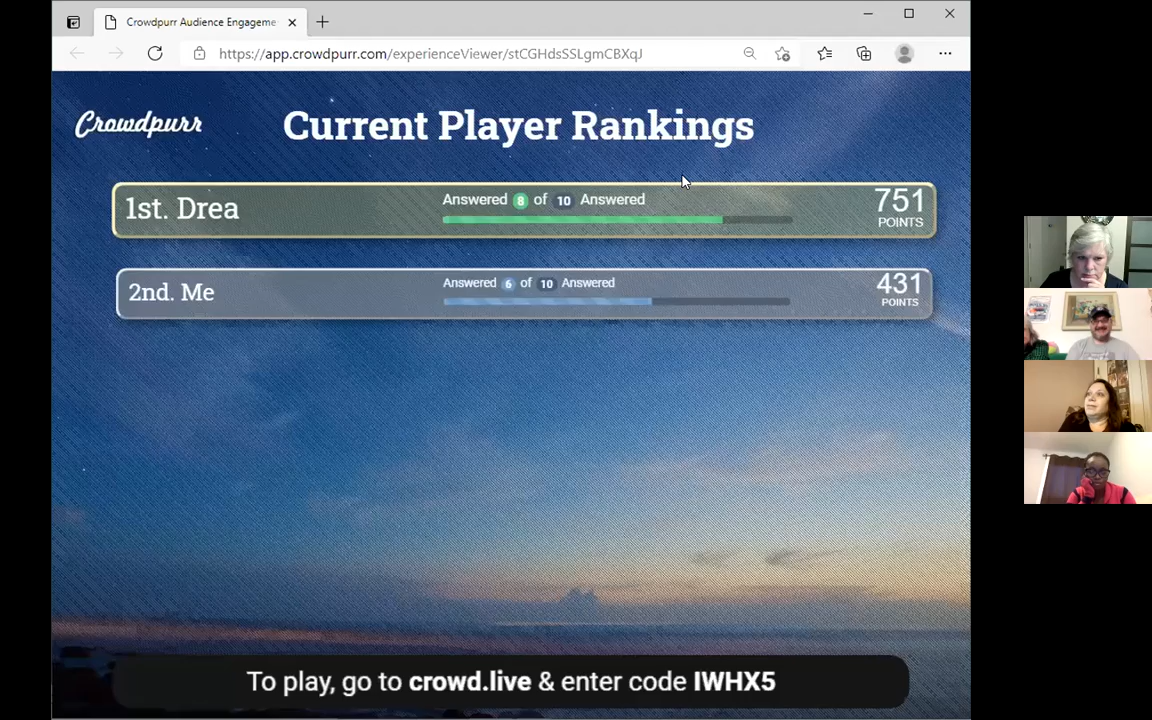 Crowdpurr Audience Engageme
https://app.crowdpurr.com/experienceViewer/stCGHdsSSLgmCBXqJ
Crowdpurr
Current Player Rankings
1st. Drea
Answered 8 of 10 Answered
751
POINTS
2nd. Me
Answered 6 of 10 Answered
431
POINTS
To play, go to crowd.live & enter code IWHX5